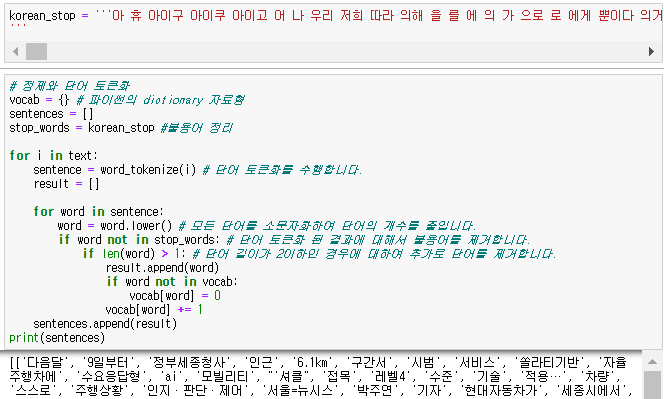 korean_stop = '''아 휴 아이구 아이쿠 아이고 어 나 우리 저희 따라 의해 을 를 에 의 가 으로 로 에게 뿐이다 의거
'''
# 정제와 단어 토큰화
vocab = {} # 파이썬의 dictionary 자료형
sentences = []
stop_words = korean_stop #불용어 정리
for i in text:
sentence = word_tokenize(i) # 단어 토큰화를 수행합니다.
result = []
for word in sentence:
word = word.lower() # 모든 단어를 소문자화하여 단어의 개수를 줄입니다.
if word not in stop_words: # 단어 토큰화 된 결과에 대해서 불용어를 제거합니다.
if len(word) > 1: # 단어 길이가 2이하인 경우에 대하여 추가로 단어를 제거합니다.
result.append(word)
if word not in vocab:
vocab[word] = 0
vocab[word] += 1
sentences.append(result)
print(sentences)
[['다음달', '9일부터', '정부세종청사', '인근', '6.1km', '구간서', '시범', '서비스', '쏠라티기반', '자율
주행차에', '수요응답형', 'ai', '모빌리티', "'셔클", '접목', '레벨4', '수준', '기술', '적용…', '차량',
'스스로', '주행상황', '인지·판단·제어', '서울=뉴시스', '박주연', '기자', '현대자동차가', '세종시에서',